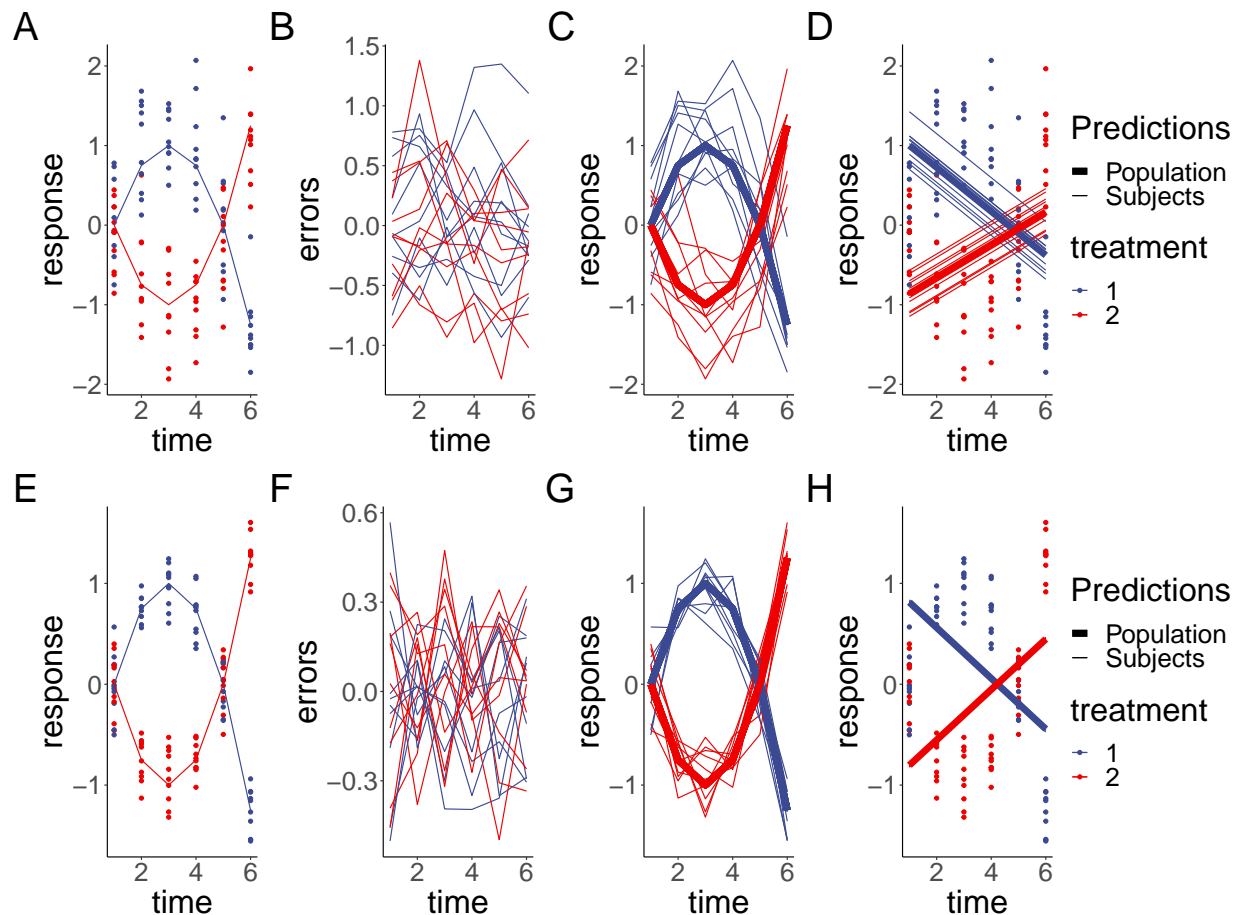 A
response
2
1
0
−1
−2
2
4
6
time
B
errors
1.5
1.0
0.5
0.0
−0.5
−1.0
2
4
6
time
C
response
2
1
0
−1
−2
2
4
6
time
D
response
2
1
0
−1
−2
2
4
6
time
Predictions
Population
Subjects
treatment
1
2
E
response
1
0
−1
2
4
6
time
F
errors
0.6
0.3
0.0
−0.3
2
4
6
time
G
response
1
0
−1
2
4
6
time
H
response
1
0
−1
2
4
6
time
Predictions
Population
Subjects
treatment
1
2